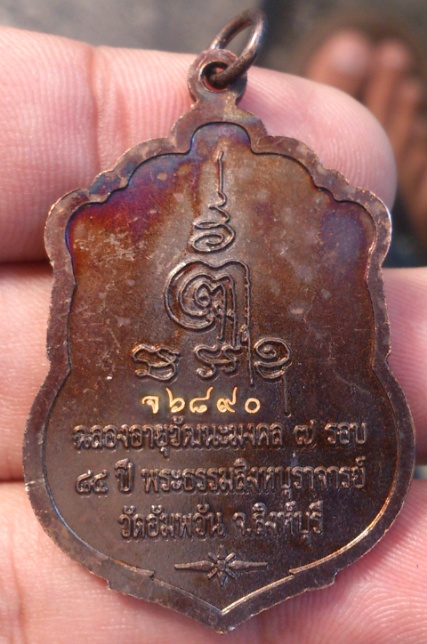 จ ๖๘๙๐
ฉลองอายุวัฒนะมงคล ๗ รอบ
๘๔ ปี พระธรรมสิงหบุราจารย์
วัดอัมพวัน จ.สิงห์บุรี